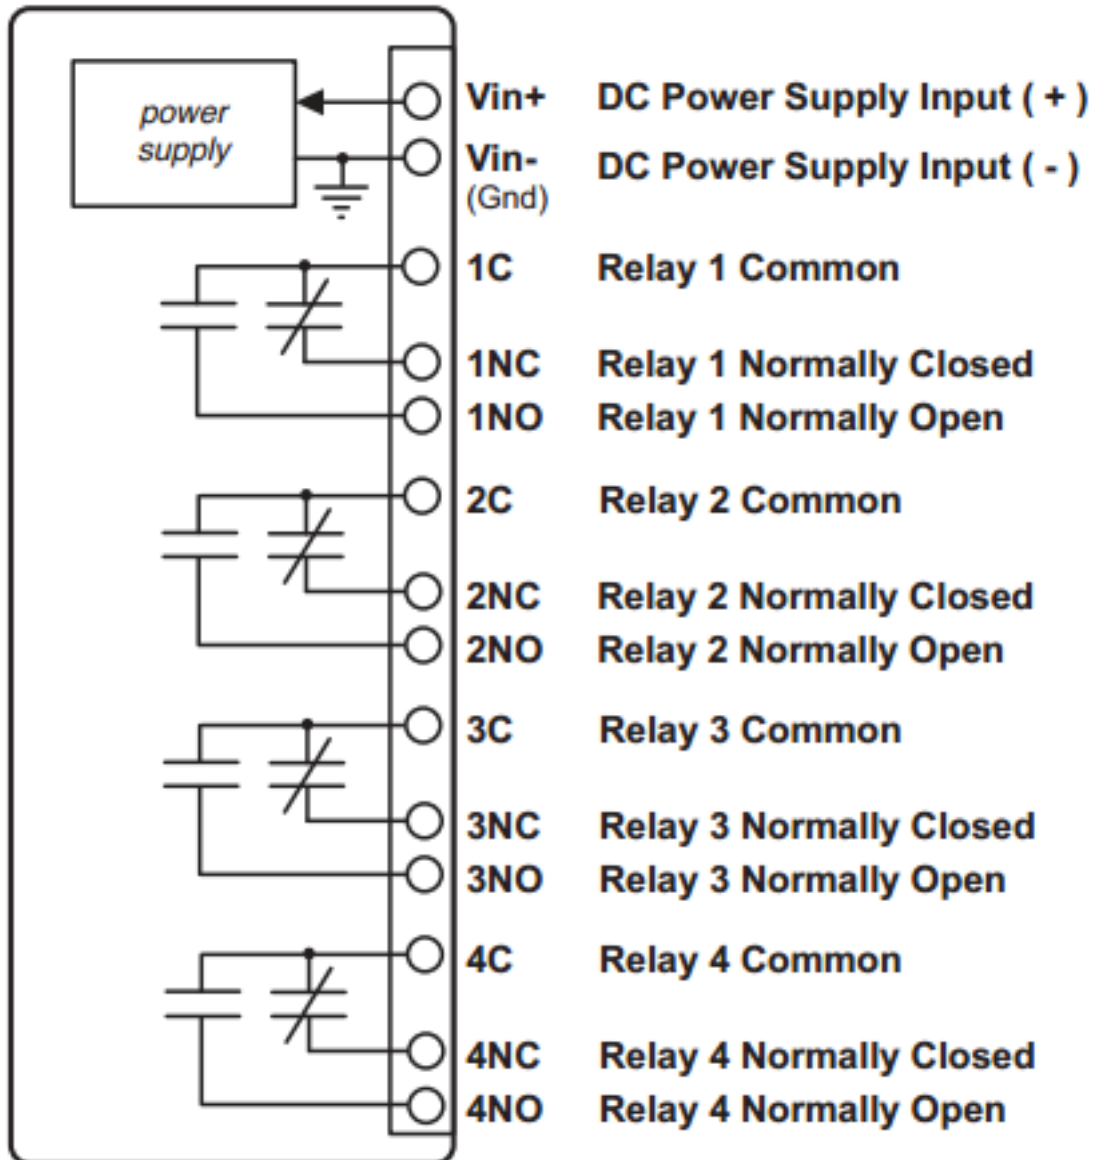 power
supply
Vin+ DC Power Supply Input ( + )
Vin- DC Power Supply Input ( - )
(Gnd)
1C Relay 1 Common
1NC Relay 1 Normally Closed
1NO Relay 1 Normally Open
2C Relay 2 Common
2NC Relay 2 Normally Closed
2NO Relay 2 Normally Open
3C Relay 3 Common
3NC Relay 3 Normally Closed
3NO Relay 3 Normally Open
4C Relay 4 Common
4NC Relay 4 Normally Closed
4NO Relay 4 Normally Open